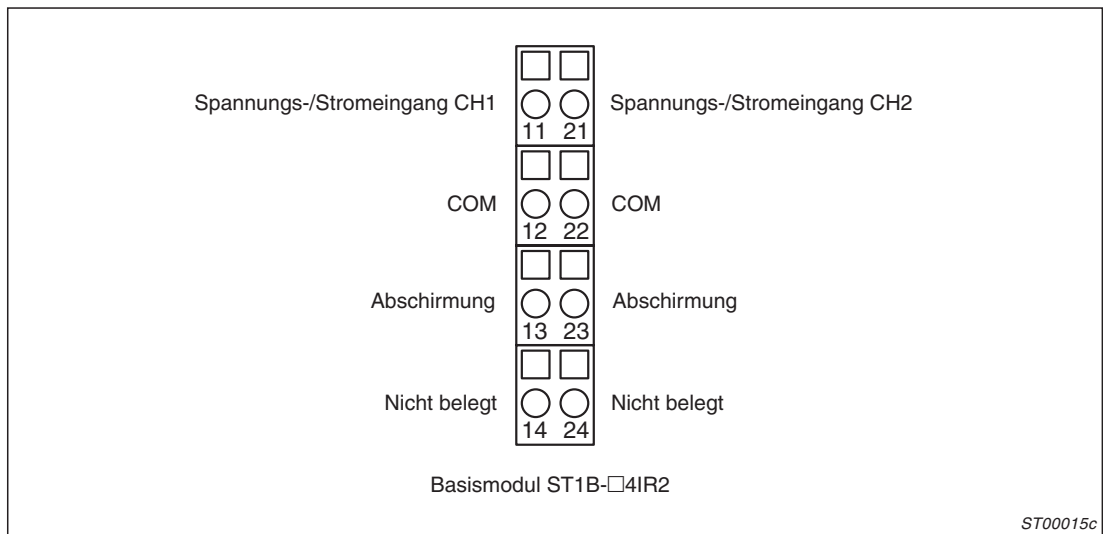 Spannungs-/Stromeingang CH1 Spannungs-/Stromeingang CH2
11 21
COM COM
12 22
Abschirmung Abschirmung
13 23
Nicht belegt Nicht belegt
14 24
Basismodul ST1B-□4IR2
ST00015c